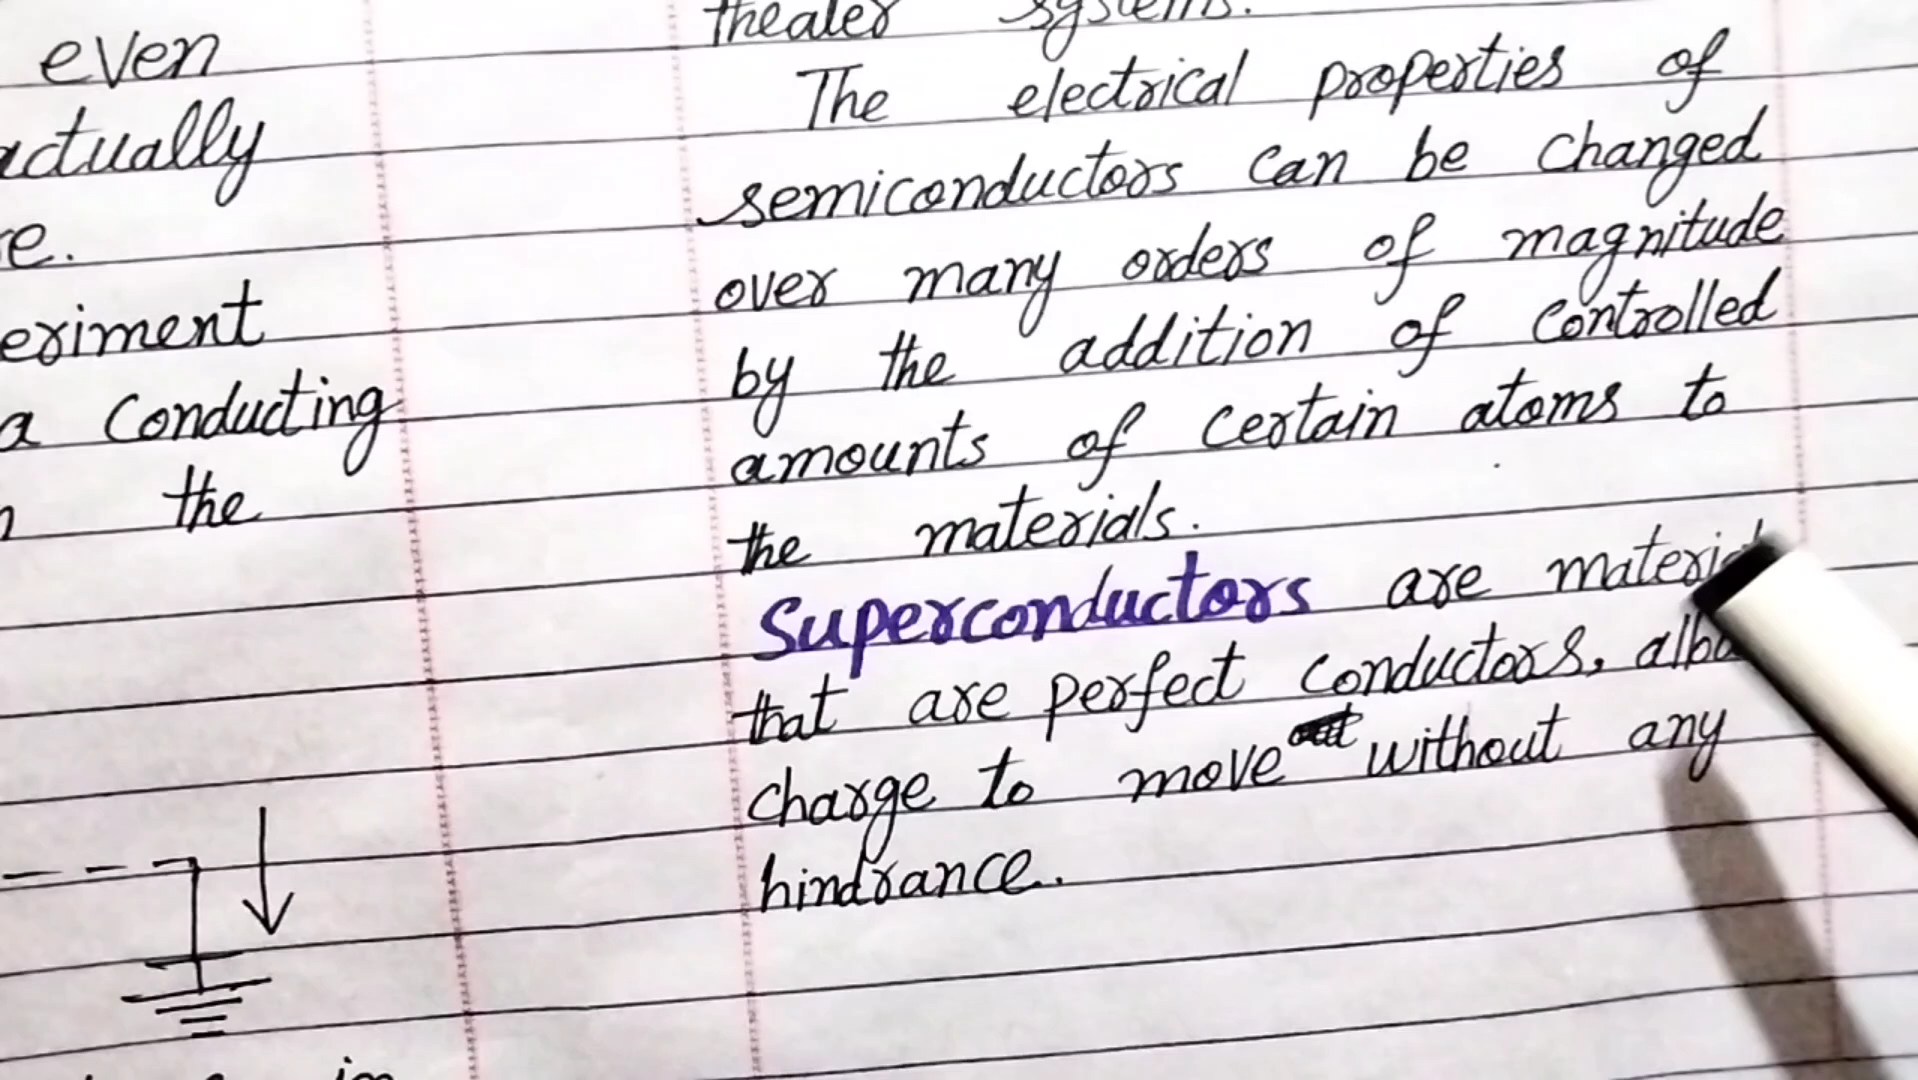 even
actually
e.
eriment
a conducting
the
theater systems.
The electrical properties of
semiconductors can be changed
over many orders of magnitude
by the addition of controlled
amounts of certain atoms to
the materials.
Superconductors are materi
that are perfect conductors, allo
charge to move without any
hindrance.
in